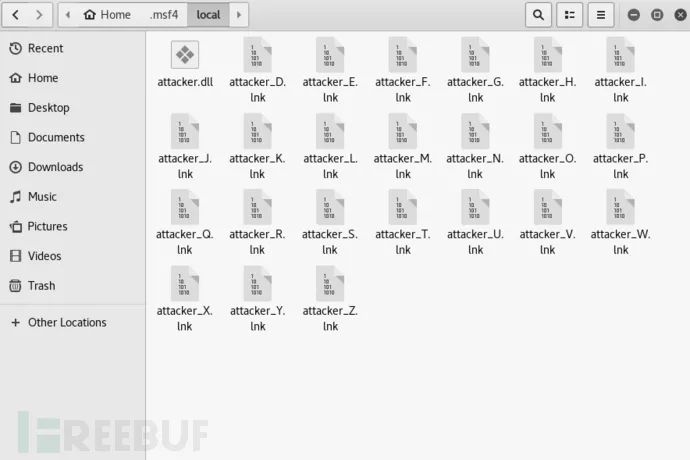 Home .msf4 local
Recent
Home
Desktop
Documents
Downloads
Music
Pictures
Videos
Trash
Other Locations
attacker.dll attacker_D. attacker_E. attacker_F. attacker_G. attacker_H. attacker_I.
lnk lnk lnk lnk lnk lnk
attacker_J. attacker_K. attacker_L. attacker_M. attacker_N. attacker_O. attacker_P.
lnk lnk lnk lnk lnk lnk lnk
attacker_Q. attacker_R. attacker_S. attacker_T. attacker_U. attacker_V. attacker_W.
lnk lnk lnk lnk lnk lnk lnk
attacker_X. attacker_Y. attacker_Z.
lnk lnk lnk
FREEBUF